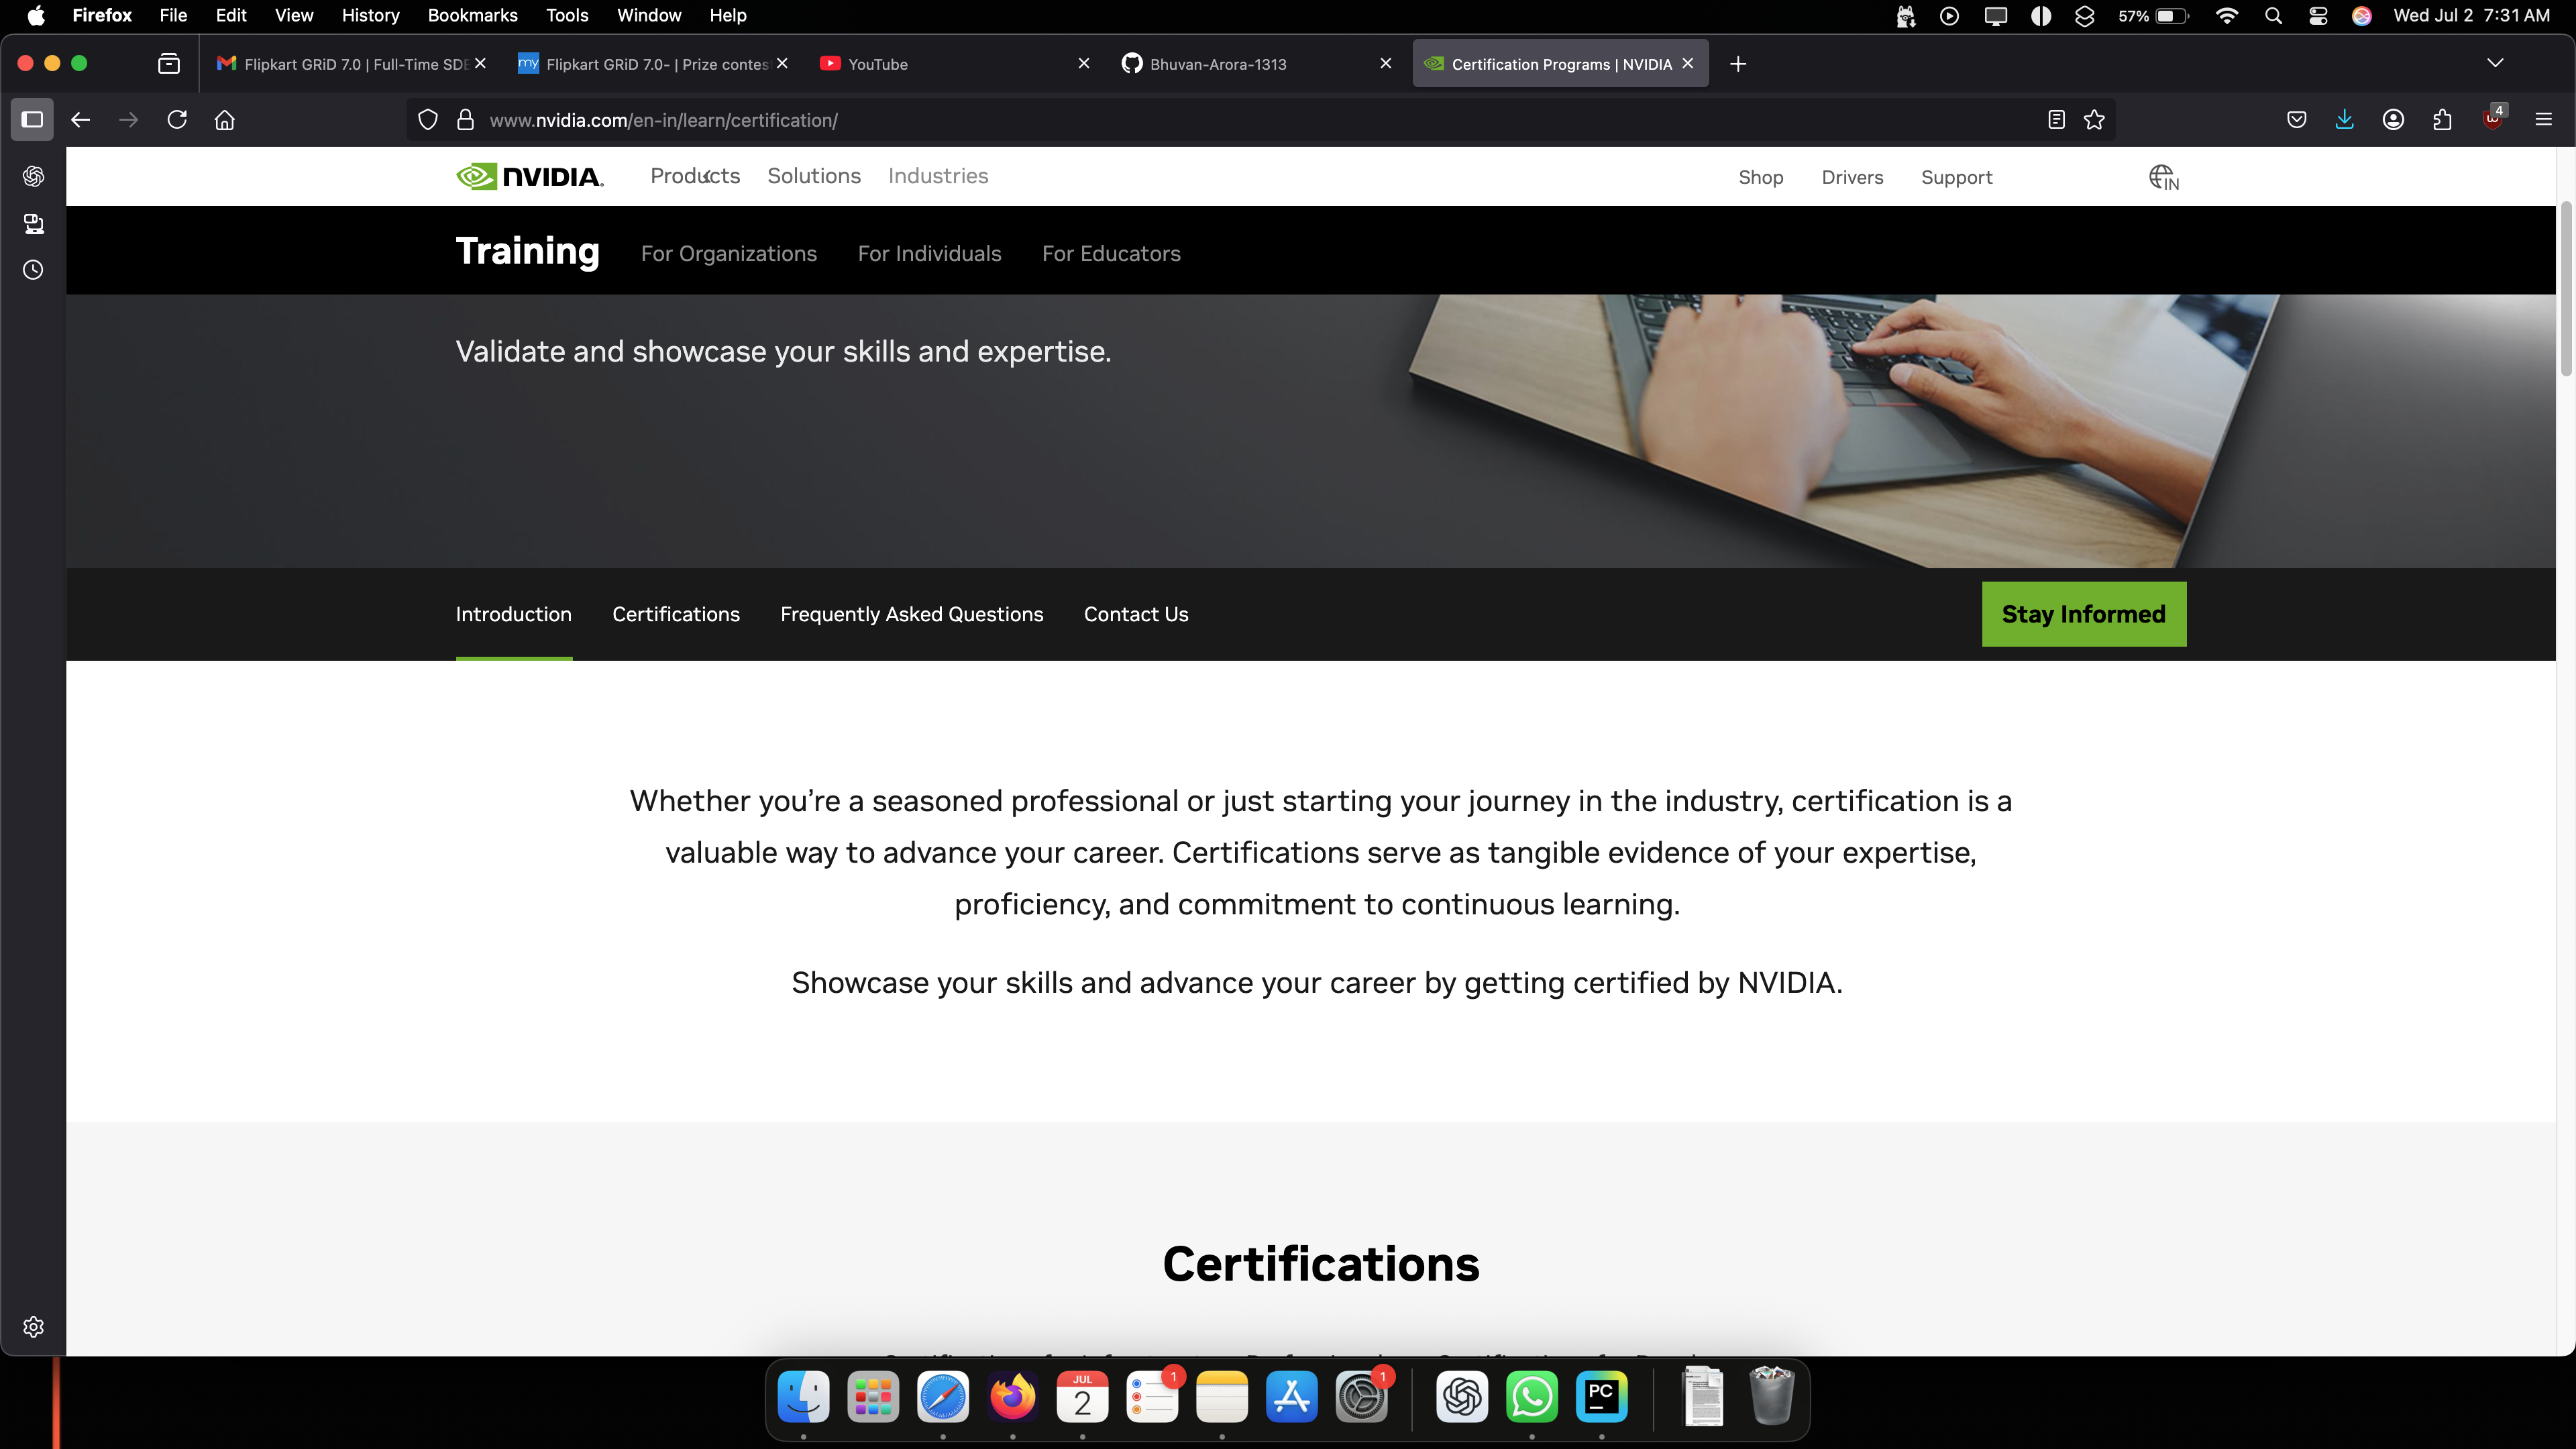 Firefox File Edit View History Bookmarks Tools Window Help 57% Wed Jul 2 7:31 AM
Flipkart GRiD 7.0 | Full-Time SDE my Flipkart GRiD 7.0- | Prize contes YouTube Bhuvan-Arora-1313 Certification Programs | NVIDIA
www.nvidia.com/en-in/learn/certification/ 4
NVIDIA. Products Solutions Industries Shop Drivers Support IN
Training For Organizations For Individuals For Educators
Validate and showcase your skills and expertise.
Introduction Certifications Frequently Asked Questions Contact Us Stay Informed
Whether you’re a seasoned professional or just starting your journey in the industry, certification is a
valuable way to advance your career. Certifications serve as tangible evidence of your expertise,
proficiency, and commitment to continuous learning.
Showcase your skills and advance your career by getting certified by NVIDIA.
Certifications
JUL
2
1
1
PC